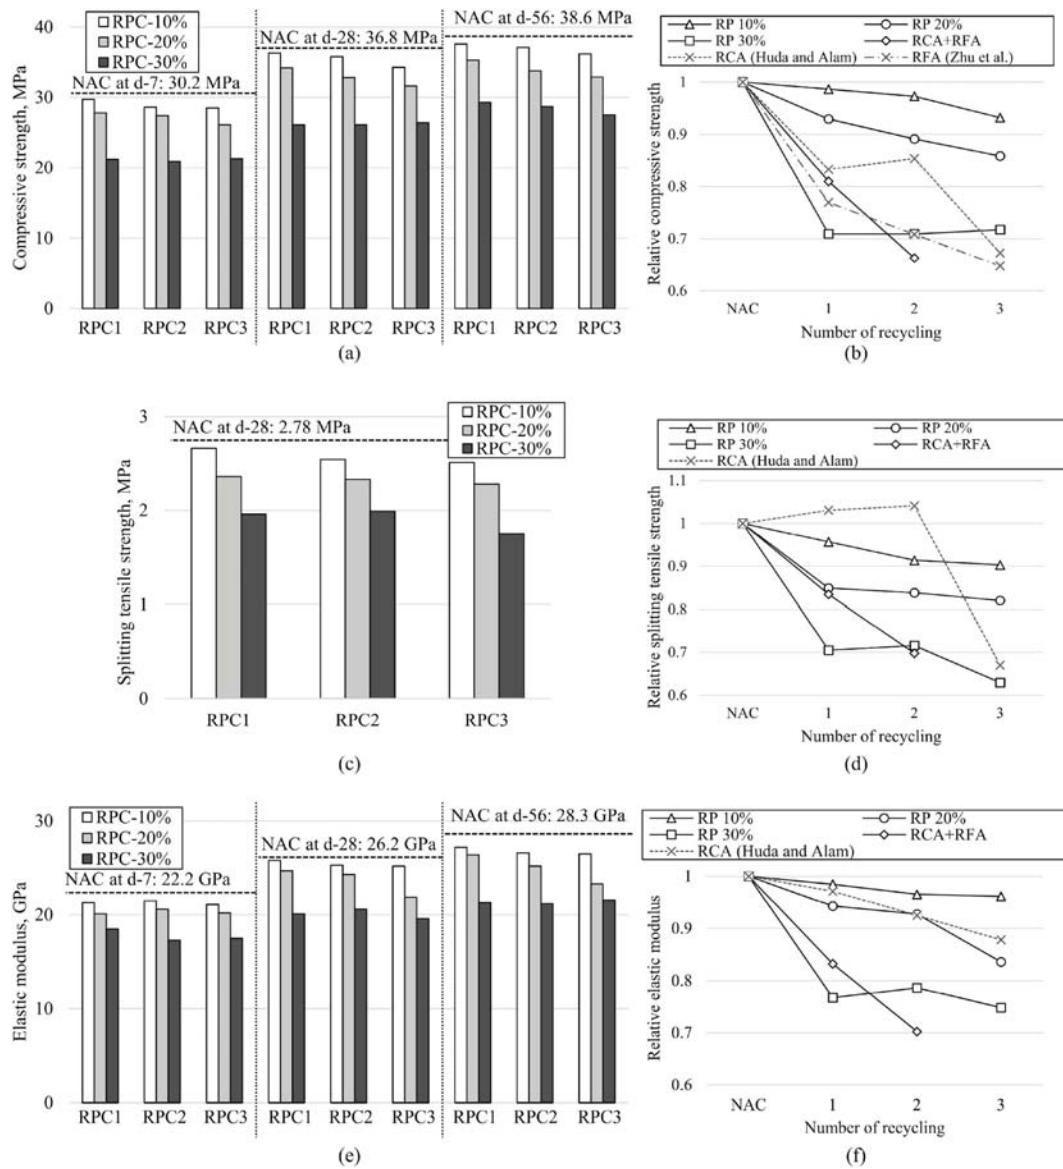 RPC-10%
RPC-20%
RPC-30%
NAC at d-7: 30.2 MPa
NAC at d-28: 36.8 MPa
NAC at d-56: 38.6 MPa
Compressive strength, MPa
40
30
20
10
0
RPC1 RPC2 RPC3 RPC1 RPC2 RPC3 RPC1 RPC2 RPC3
(a)
RP 10% RP 20%
RP 30% RCA+RFA
RCA (Huda and Alam) RFA (Zhu et al.)
Relative compressive strength
1
0.9
0.8
0.7
0.6
NAC 1 2 3
Number of recycling
(b)
RPC-10%
RPC-20%
RPC-30%
NAC at d-28: 2.78 MPa
Splitting tensile strength, MPa
3
2
1
0
RPC1 RPC2 RPC3
(c)
RP 10% RP 20%
RP 30% RCA+RFA
RCA (Huda and Alam)
Relative splitting tensile strength
1.1
1
0.9
0.8
0.7
0.6
NAC 1 2 3
Number of recycling
(d)
RPC-10%
RPC-20%
RPC-30%
NAC at d-7: 22.2 GPa
NAC at d-28: 26.2 GPa
NAC at d-56: 28.3 GPa
Elastic modulus, GPa
30
20
10
0
RPC1 RPC2 RPC3 RPC1 RPC2 RPC3 RPC1 RPC2 RPC3
(e)
RP 10% RP 20%
RP 30% RCA+RFA
RCA (Huda and Alam)
Relative elastic modulus
1
0.9
0.8
0.7
0.6
NAC 1 2 3
Number of recycling
(f)